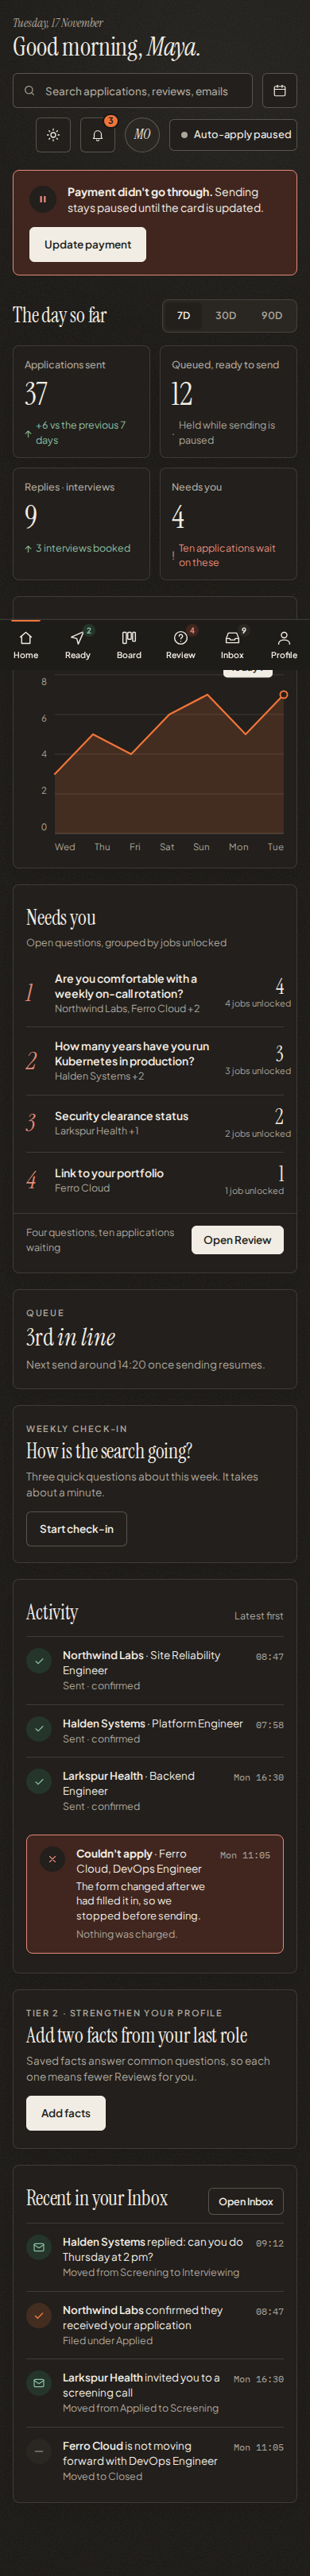 Tuesday, 17 November
Good morning, Maya.
Search applications, reviews, emails
3
MO
Auto-apply paused
Payment didn't go through. Sending
stays paused until the card is updated.
Update payment
The day so far
7D 30D 90D
Applications sent
37
↑ +6 vs the previous 7
days
Queued, ready to send
12
· Held while sending is
paused
Replies · interviews
9
↑ 3 interviews booked
Needs you
4
! Ten applications wait
on these
2
4
9
Home Ready Board Review Inbox Profile
8
6
4
2
0
Wed Thu Fri Sat Sun Mon Tue
Needs you
Open questions, grouped by jobs unlocked
1
Are you comfortable with a
weekly on-call rotation?
Northwind Labs, Ferro Cloud +2
4
4 jobs unlocked
2
How many years have you run
Kubernetes in production?
Halden Systems +2
3
3 jobs unlocked
3
Security clearance status
Larkspur Health +1
2
2 jobs unlocked
4
Link to your portfolio
Ferro Cloud
1
1 job unlocked
Four questions, ten applications
waiting
Open Review
QUEUE
3rd in line
Next send around 14:20 once sending resumes.
WEEKLY CHECK-IN
How is the search going?
Three quick questions about this week. It takes
about a minute.
Start check-in
Activity
Latest first
Northwind Labs · Site Reliability
Engineer
Sent · confirmed
08:47
Halden Systems · Platform Engineer
Sent · confirmed
07:58
Larkspur Health · Backend
Engineer
Sent · confirmed
Mon 16:30
Couldn't apply · Ferro
Cloud, DevOps Engineer
Mon 11:05
The form changed after we
had filled it in, so we
stopped before sending.
Nothing was charged.
TIER 2 · STRENGTHEN YOUR PROFILE
Add two facts from your last role
Saved facts answer common questions, so each
one means fewer Reviews for you.
Add facts
Recent in your Inbox
Open Inbox
Halden Systems replied: can you do
Thursday at 2 pm?
Moved from Screening to Interviewing
09:12
Northwind Labs confirmed they
received your application
Filed under Applied
08:47
Larkspur Health invited you to a
screening call
Moved from Applied to Screening
Mon 16:30
Ferro Cloud is not moving
forward with DevOps Engineer
Moved to Closed
Mon 11:05